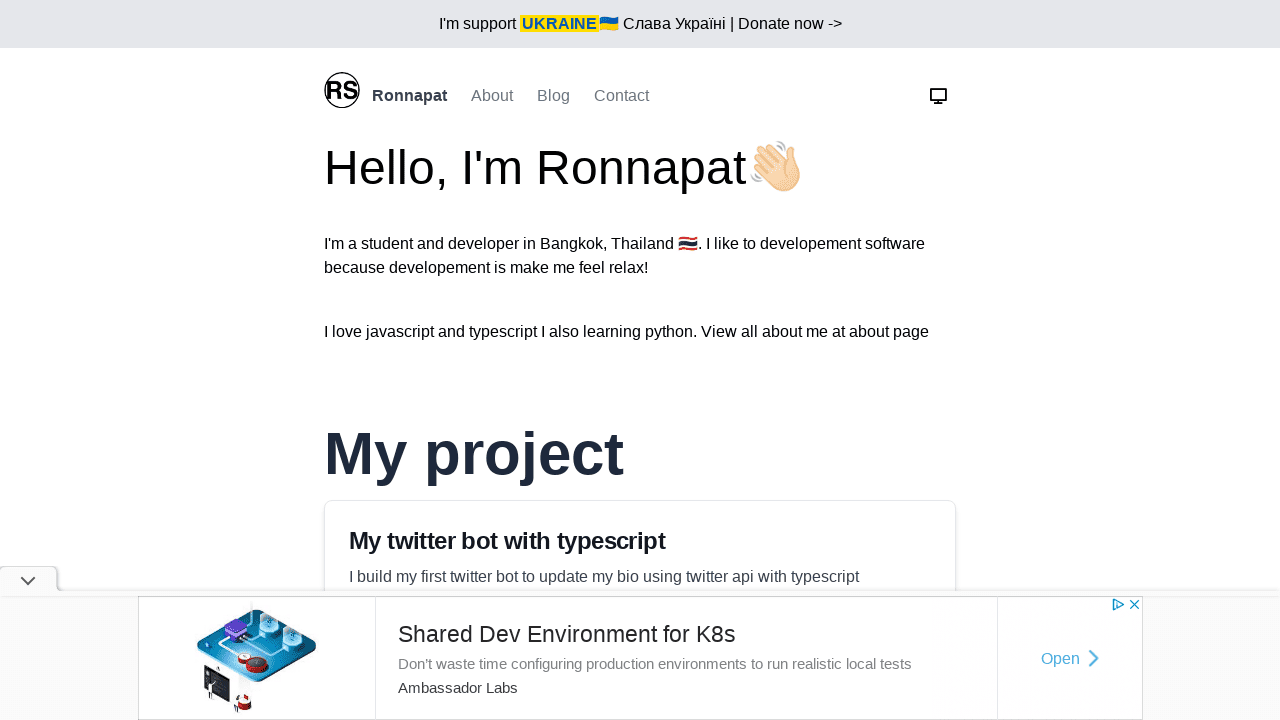 I'm support UKRAINE🇺🇦 Слава Україні | Donate now ->
RS Ronnapat About Blog Contact
Hello, I'm Ronnapat👋🏻
I'm a student and developer in Bangkok, Thailand 🇹🇭. I like to developement software
because developement is make me feel relax!
I love javascript and typescript I also learning python. View all about me at about page
My project
My twitter bot with typescript
I build my first twitter bot to update my bio using twitter api with typescript
Shared Dev Environment for K8s
Don't waste time configuring production environments to run realistic local tests
Ambassador Labs
Open